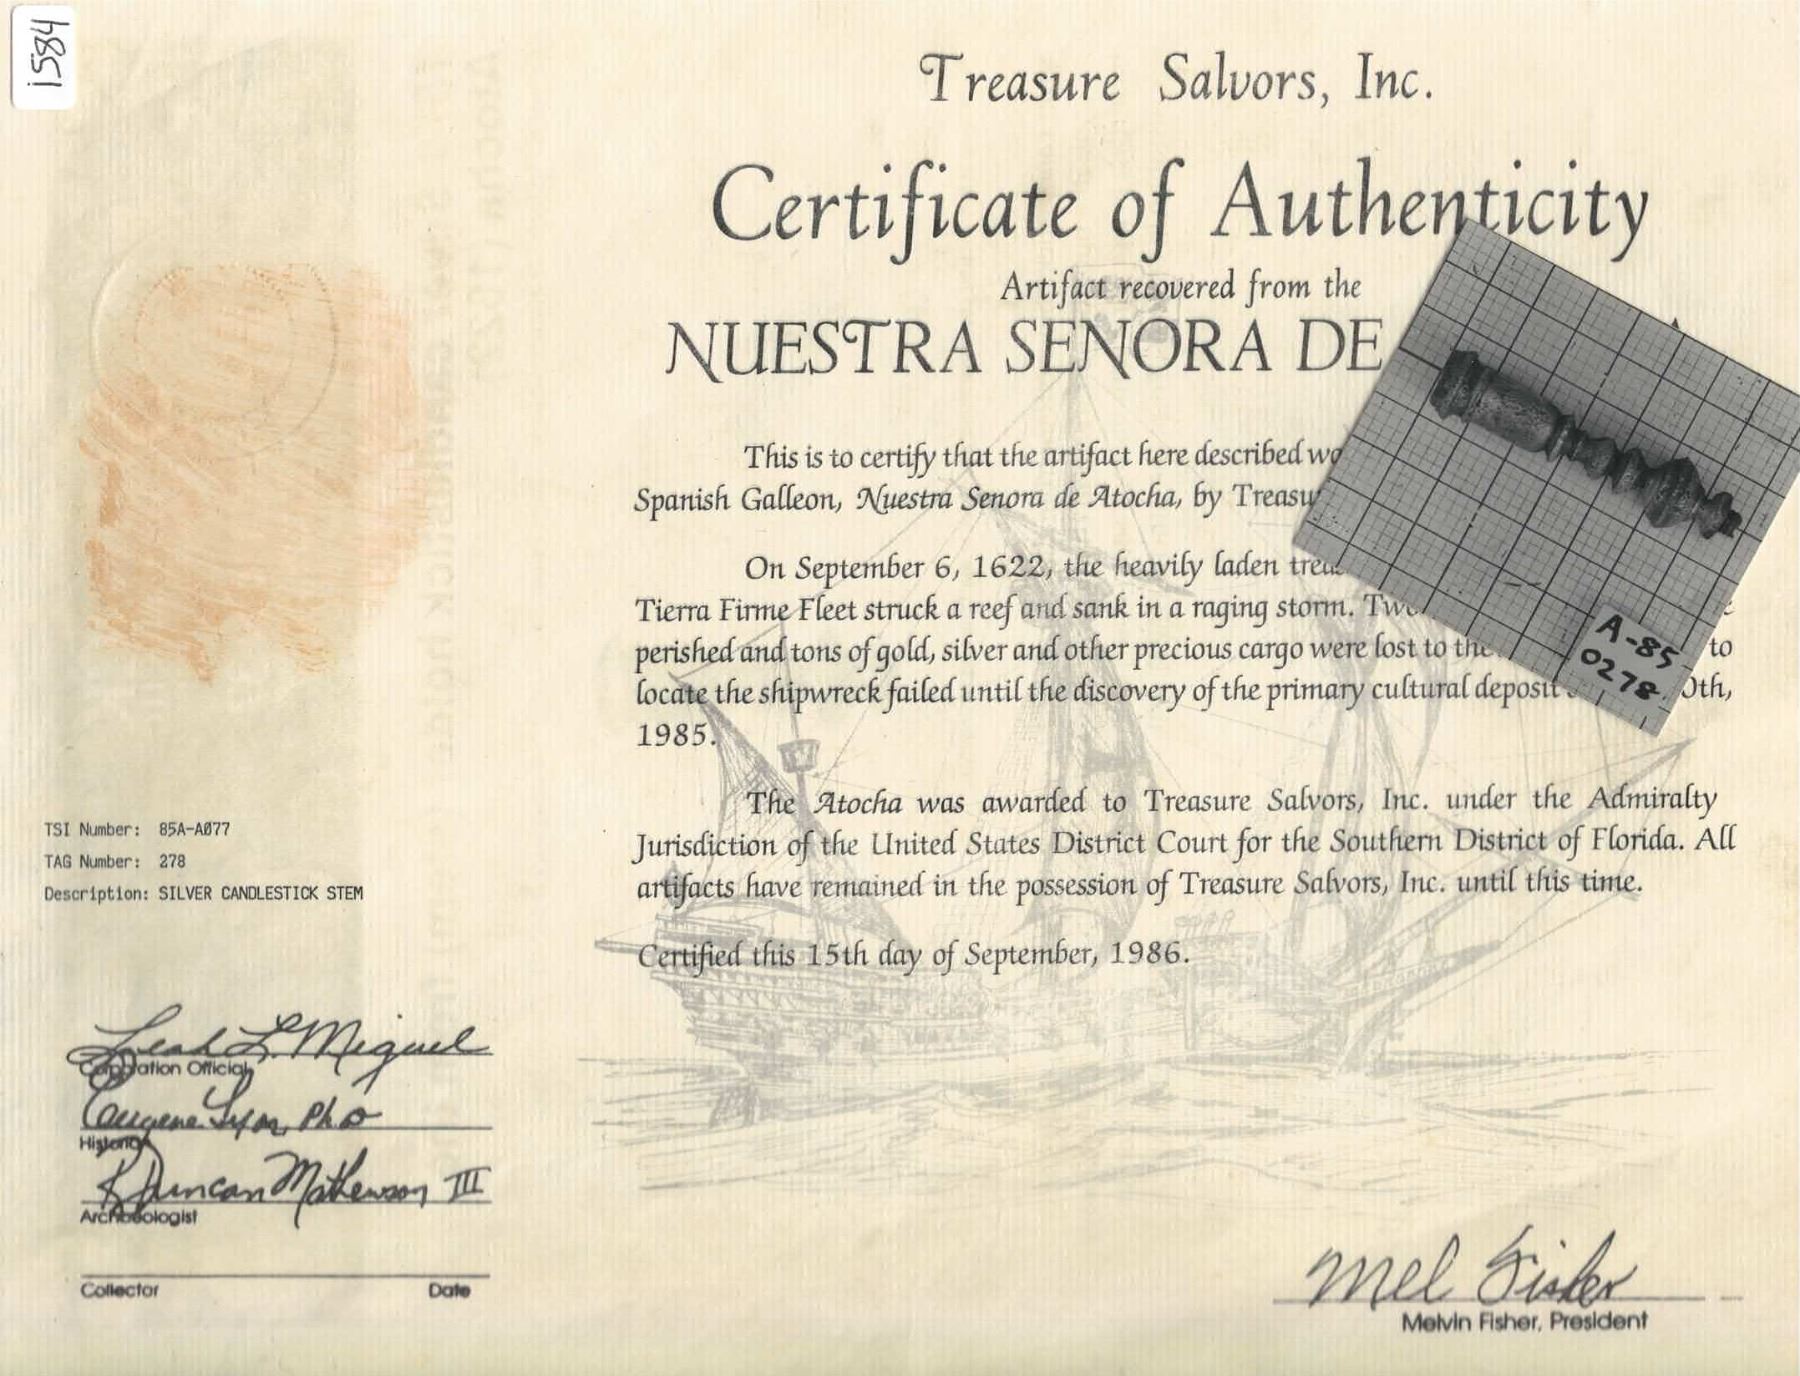 1584
Treasure Salvors, Inc.
Certificate of Authenticity
Artifact recovered from the
NUESTRA SENORA DE
This is to certify that the artifact here described
Spanish Galleon, Nuestra Senora de Atocha, by
On September 6, 1622, the heavily laden
Tierra Firme Fleet struck a reef and sank in a raging storm.
perished and tons of gold, silver and other precious cargo were lost to the to
locate the shipwreck failed until the discovery of the primary cultural deposit 0th,
1985.
The Atocha was awarded to Treasure Salvors, Inc. under the Admiralty
Jurisdiction of the United States District Court for the Southern District of Florida. All
artifacts have remained in the possession of Treasure Salvors, Inc. until this time.
Certified this 15th day of September, 1986.
A-85
0278
TSI Number: 85A-A077
TAG Number: 278
Description: SILVER CANDLESTICK STEM
Leah L. Miguel
Corporation Official
Eugene Lyon, Ph.D
Historian
R Duncan Mathewson III
Archaeologist
Collector Date
Mel Fisher
Melvin Fisher, President